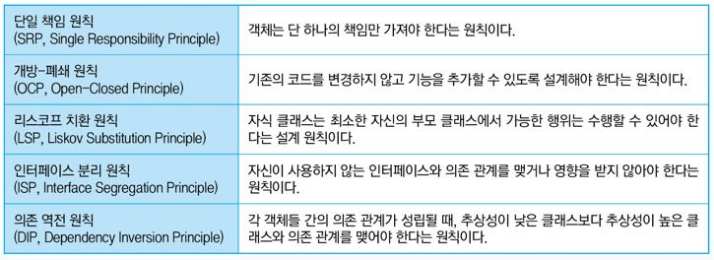 단일 책임 원칙
(SRP, Single Responsibility Principle)
객체는 단 하나의 책임만 가져야 한다는 원칙이다.
개방-폐쇄 원칙
(OCP, Open-Closed Principle)
기존의 코드를 변경하지 않고 기능을 추가할 수 있도록 설계해야 한다는 원칙이다.
리스코프 치환 원칙
(LSP, Liskov Substitution Principle)
자식 클래스는 최소한 자신의 부모 클래스에서 가능한 행위는 수행할 수 있어야 한
다는 설계 원칙이다.
인터페이스 분리 원칙
(ISP, Interface Segregation Principle)
자신이 사용하지 않는 인터페이스와 의존 관계를 맺거나 영향을 받지 않아야 한다는
원칙이다.
의존 역전 원칙
(DIP, Dependency Inversion Principle)
각 객체들 간의 의존 관계가 성립될 때, 추상성이 낮은 클래스보다 추상성이 높은 클
래스와 의존 관계를 맺어야 한다는 원칙이다.